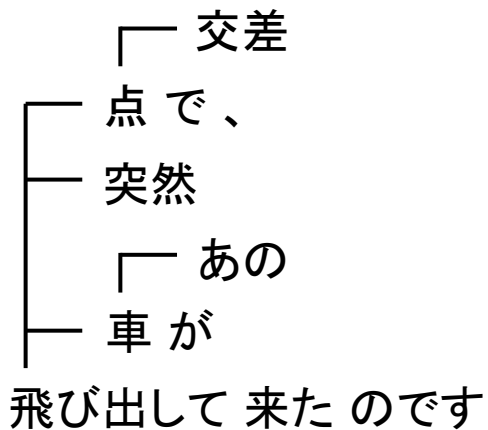 交差
点 で 、
突然
あの
車 が
飛び出して 来た のです